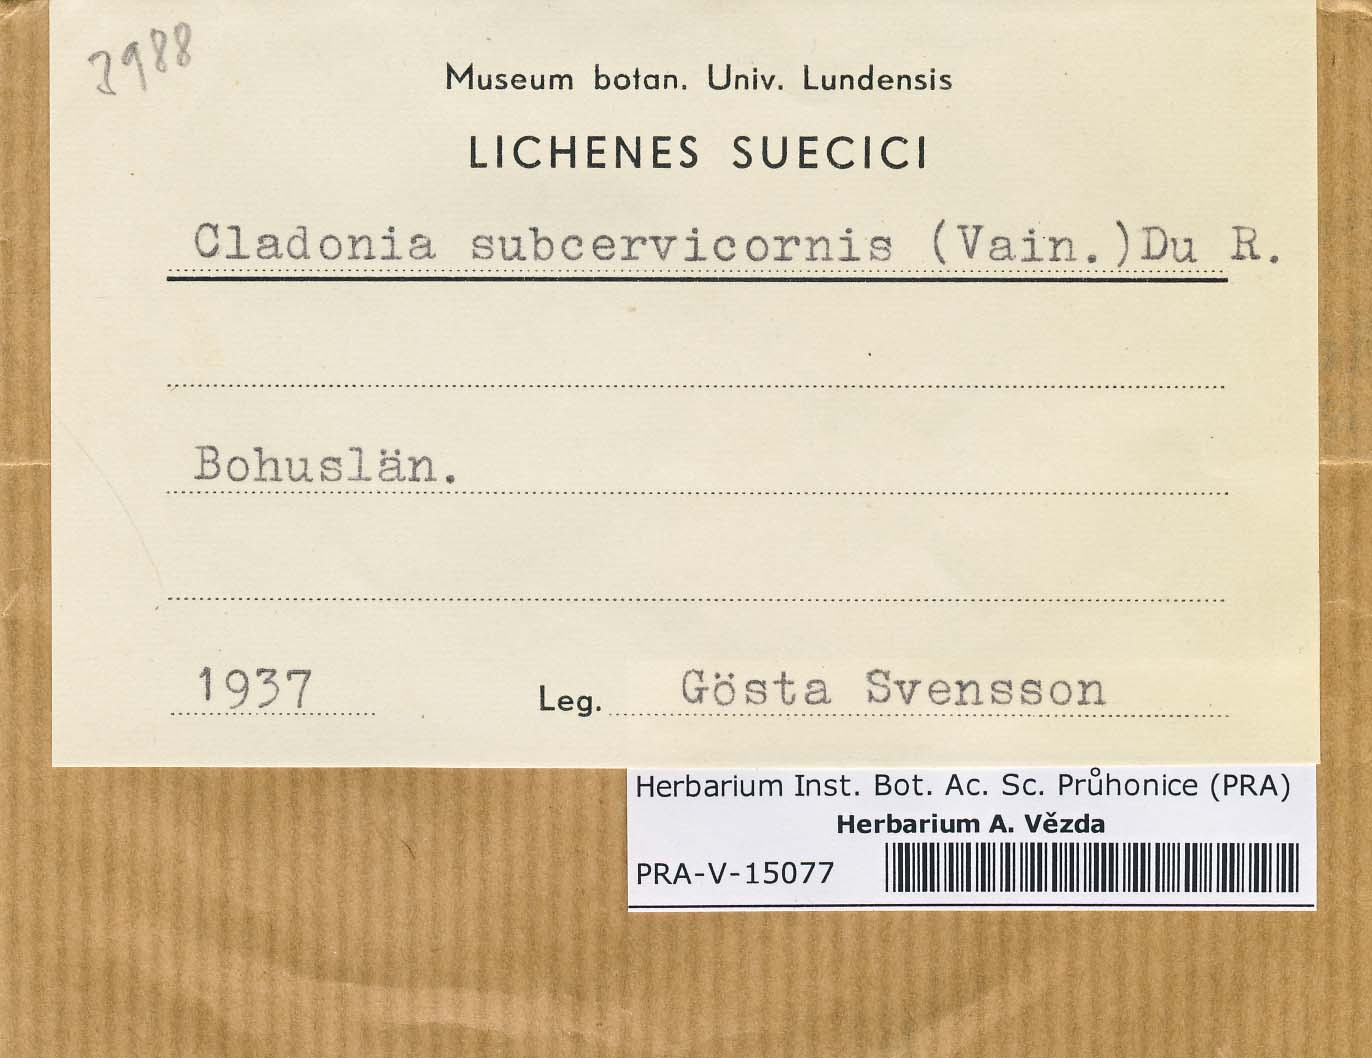 3988
Museum botan. Univ. Lundensis
LICHENES SUECICI
Cladonia subcervicornis (Vain.)Du R.
Bohuslän.
1937 Leg. Gösta Svensson
Herbarium Inst. Bot. Ac. Sc. Průhonice (PRA)
Herbarium A. Vězda
PRA-V-15077